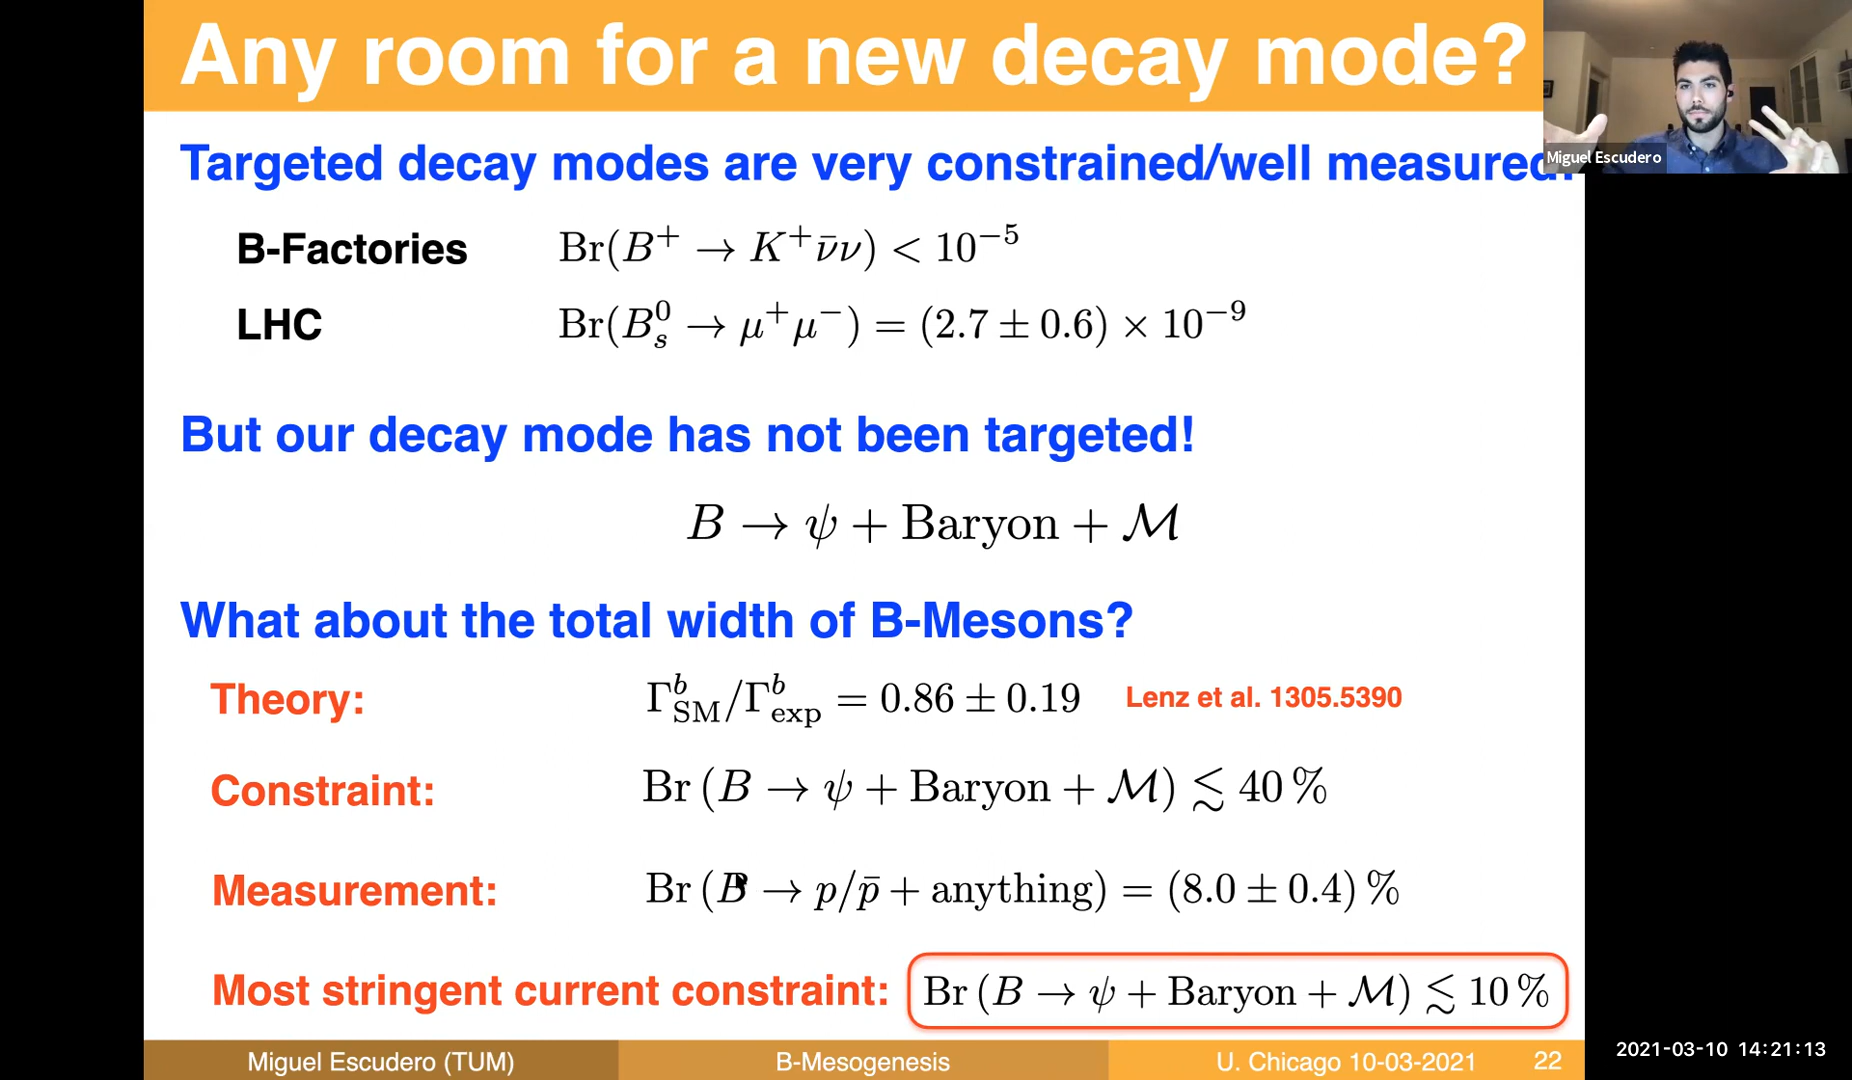 Any room for a new decay mode?
Targeted decay modes are very constrained/well measured!
Miguel Escudero
B-Factories Br(B⁺ → K⁺ν̄ν) < 10⁻⁵
LHC Br(B⁰ₛ → μ⁺μ⁻) = (2.7 ± 0.6) × 10⁻⁹
But our decay mode has not been targeted!
B → ψ + Baryon + ℳ
What about the total width of B-Mesons?
Theory: Γᵇ_SM/Γᵇ_exp = 0.86 ± 0.19 Lenz et al. 1305.5390
Constraint: Br (B → ψ + Baryon + ℳ) ≲ 40 %
Measurement: Br (B → p/p̄ + anything) = (8.0 ± 0.4) %
Most stringent current constraint: Br (B → ψ + Baryon + ℳ) ≲ 10 %
Miguel Escudero (TUM) B-Mesogenesis U. Chicago 10-03-2021 22
2021-03-10 14:21:13